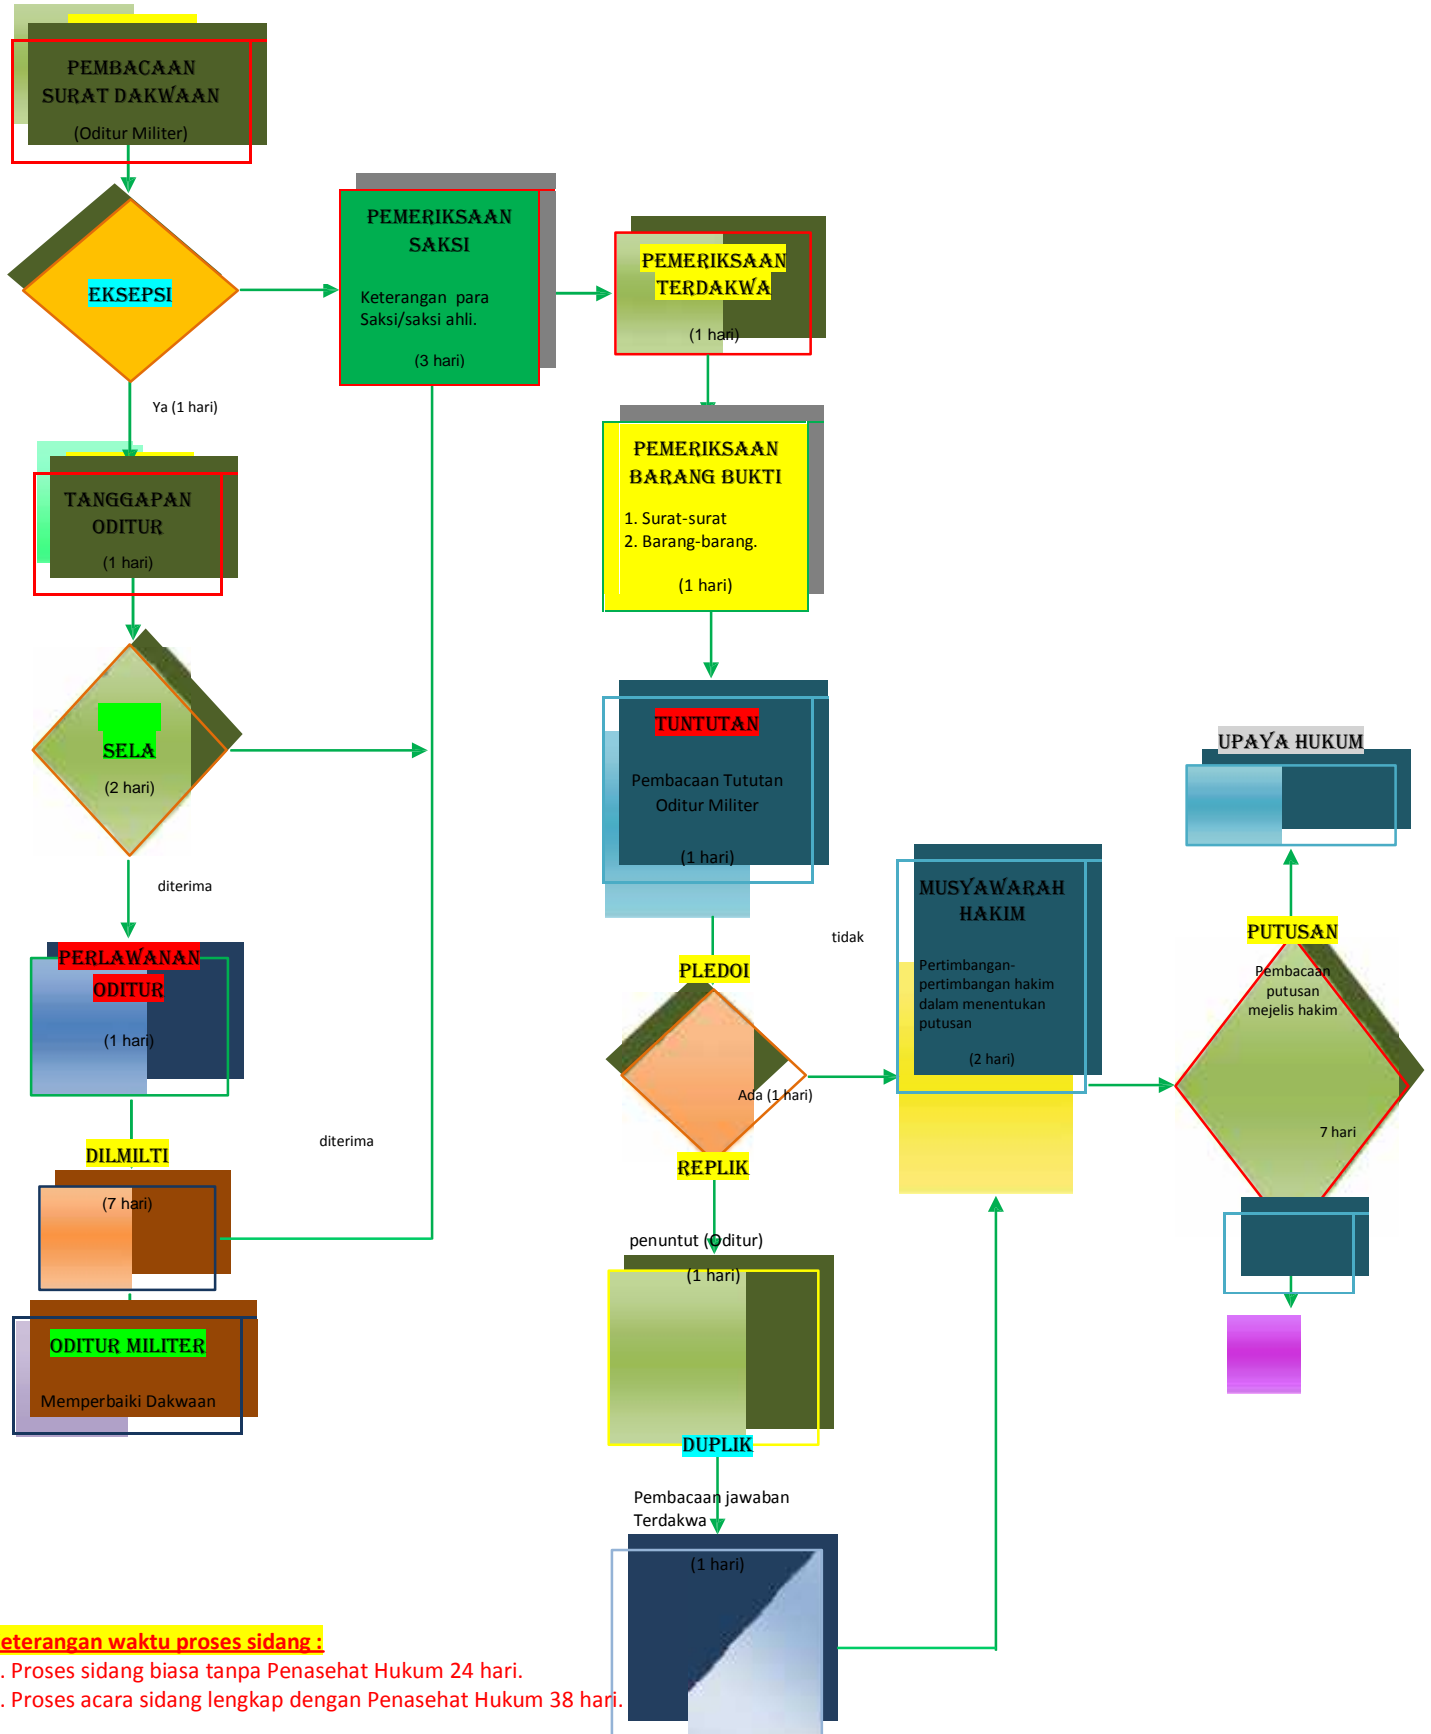 PEMBACAAN
SURAT DAKWAAN
(Oditur Militer)
EKSEPSI
Ya (1 hari)
TANGGAPAN
ODITUR
(1 hari)
SELA
(2 hari)
diterima
PERLAWANAN
ODITUR
(1 hari)
DILMILTI
(7 hari)
diterima
ODITUR MILITER
Memperbaiki Dakwaan
PEMERIKSAAN
SAKSI
Keterangan para
Saksi/saksi ahli.
(3 hari)
PEMERIKSAAN
TERDAKWA
(1 hari)
PEMERIKSAAN
BARANG BUKTI
1. Surat-surat
2. Barang-barang.
(1 hari)
TUNTUTAN
Pembacaan Tututan
Oditur Militer
(1 hari)
PLEDOI
tidak
Ada (1 hari)
REPLIK
penuntut (Oditur)
(1 hari)
DUPLIK
Pembacaan jawaban
Terdakwa
(1 hari)
MUSYAWARAH
HAKIM
Pertimbangan-
pertimbangan hakim
dalam menentukan
putusan
(2 hari)
UPAYA HUKUM
PUTUSAN
Pembacaan
putusan
mejelis hakim
7 hari
eterangan waktu proses sidang :
. Proses sidang biasa tanpa Penasehat Hukum 24 hari.
. Proses acara sidang lengkap dengan Penasehat Hukum 38 hari.